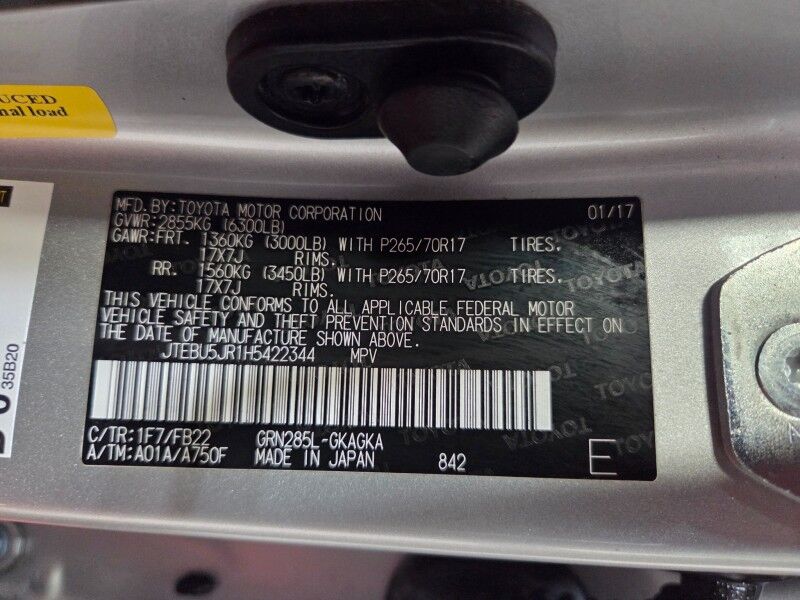 UCED
nal load
MFD. BY: TOYOTA MOTOR CORPORATION 01/17
GVWR: 2855KG (6300LB)
GAWR: FRT. 1360KG (3000LB) WITH P265/70R17 TIRES.
17X7J RIMS.
RR. 1560KG (3450LB) WITH P265/70R17 TIRES.
17X7J RIMS.
THIS VEHICLE CONFORMS TO ALL APPLICABLE FEDERAL MOTOR
VEHICLE SAFETY AND THEFT PREVENTION STANDARDS IN EFFECT ON
THE DATE OF MANUFACTURE SHOWN ABOVE.
JTEBU5JR1H5422344 MPV
C/TR: 1F7/FB22 GRN285L-GKAGKA
A/TM: A01A/A750F MADE IN JAPAN 842 E
35B20
TOYOTA